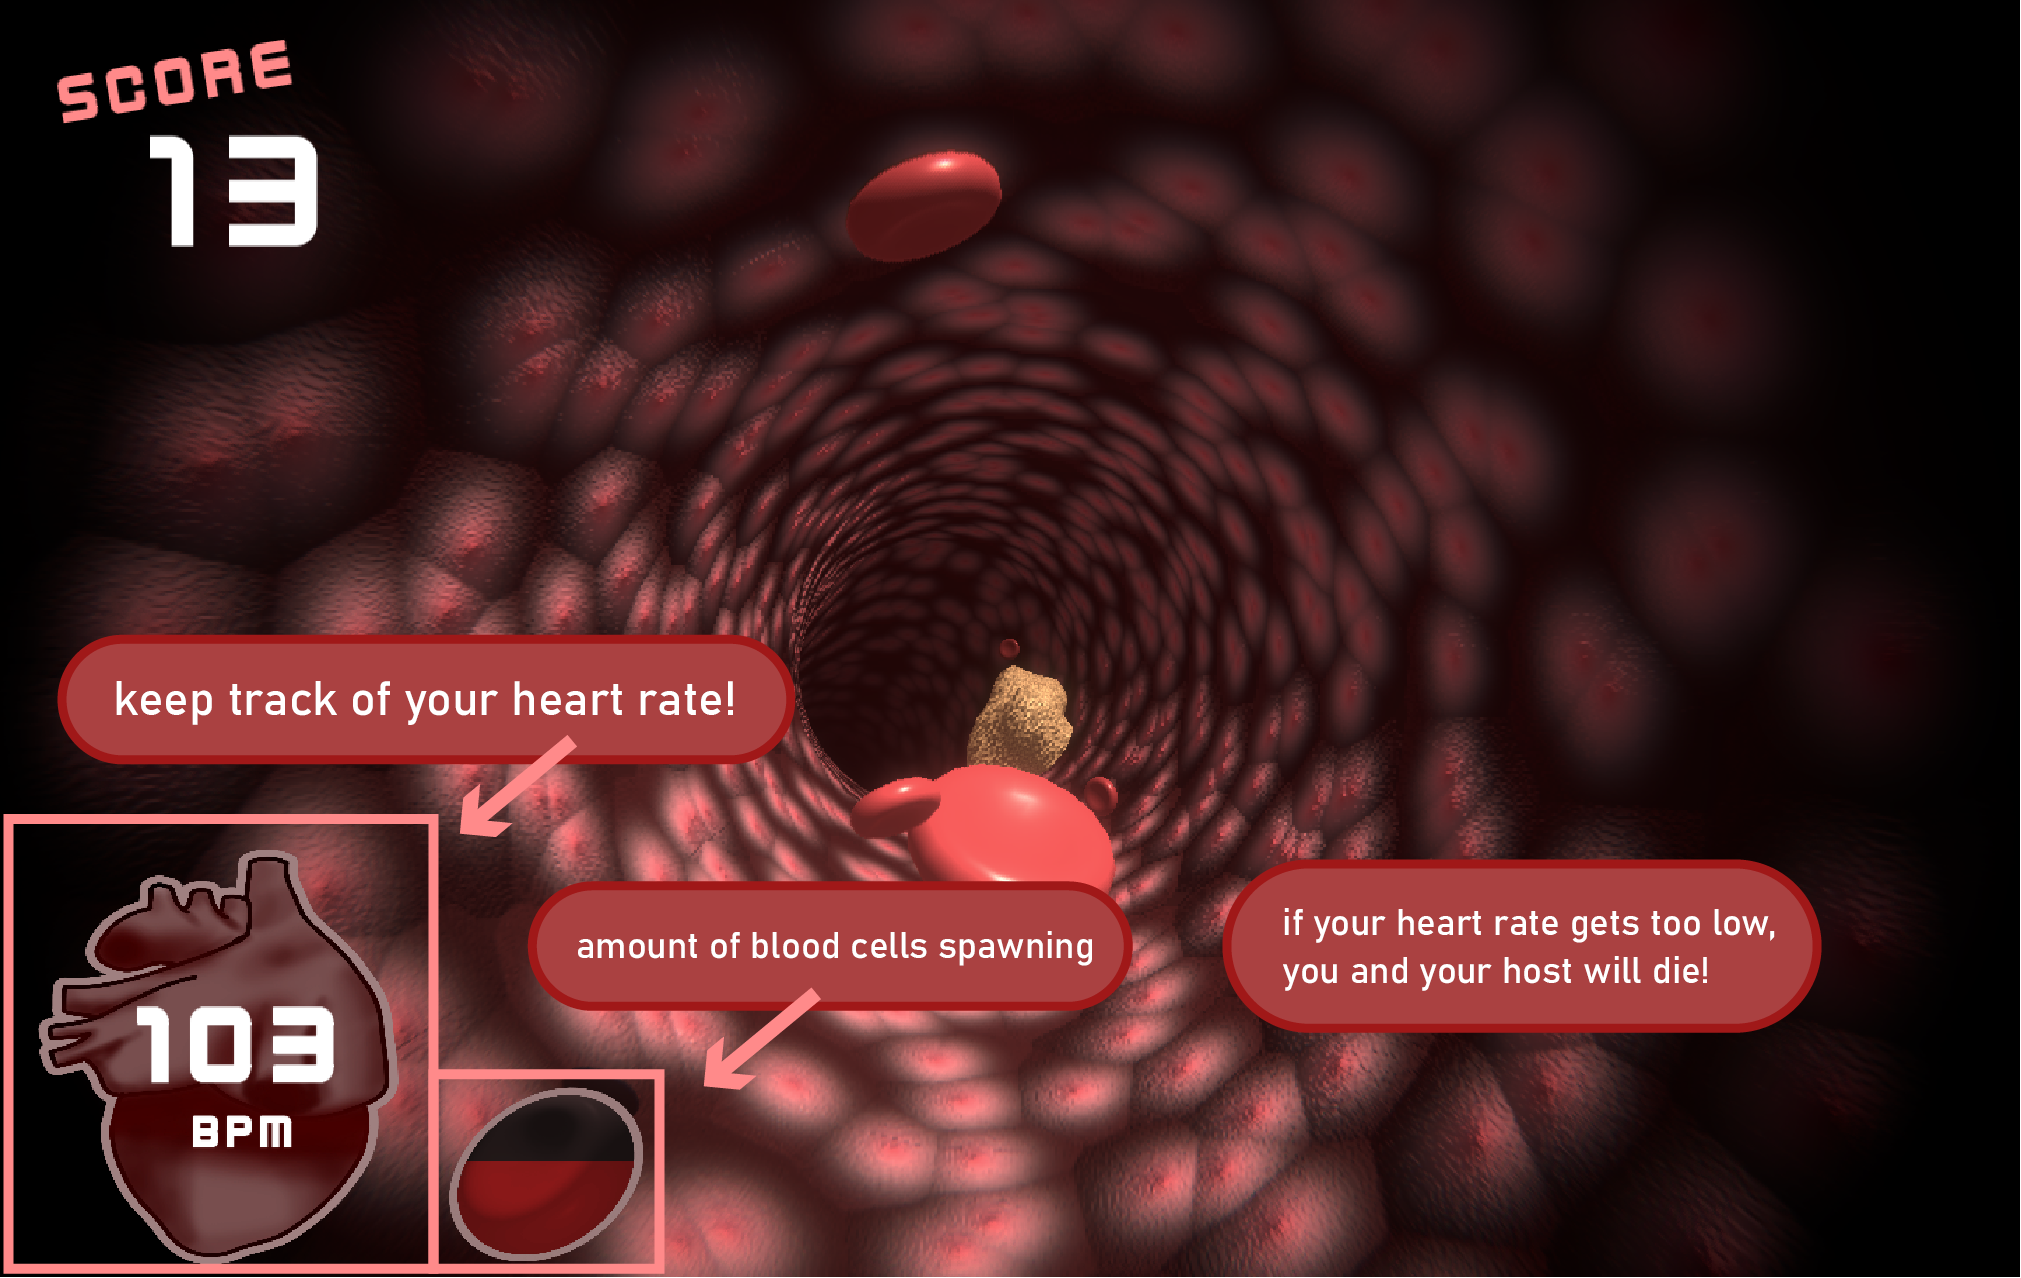 SCORE
13
keep track of your heart rate!
amount of blood cells spawning
if your heart rate gets too low,
you and your host will die!
103
BPM